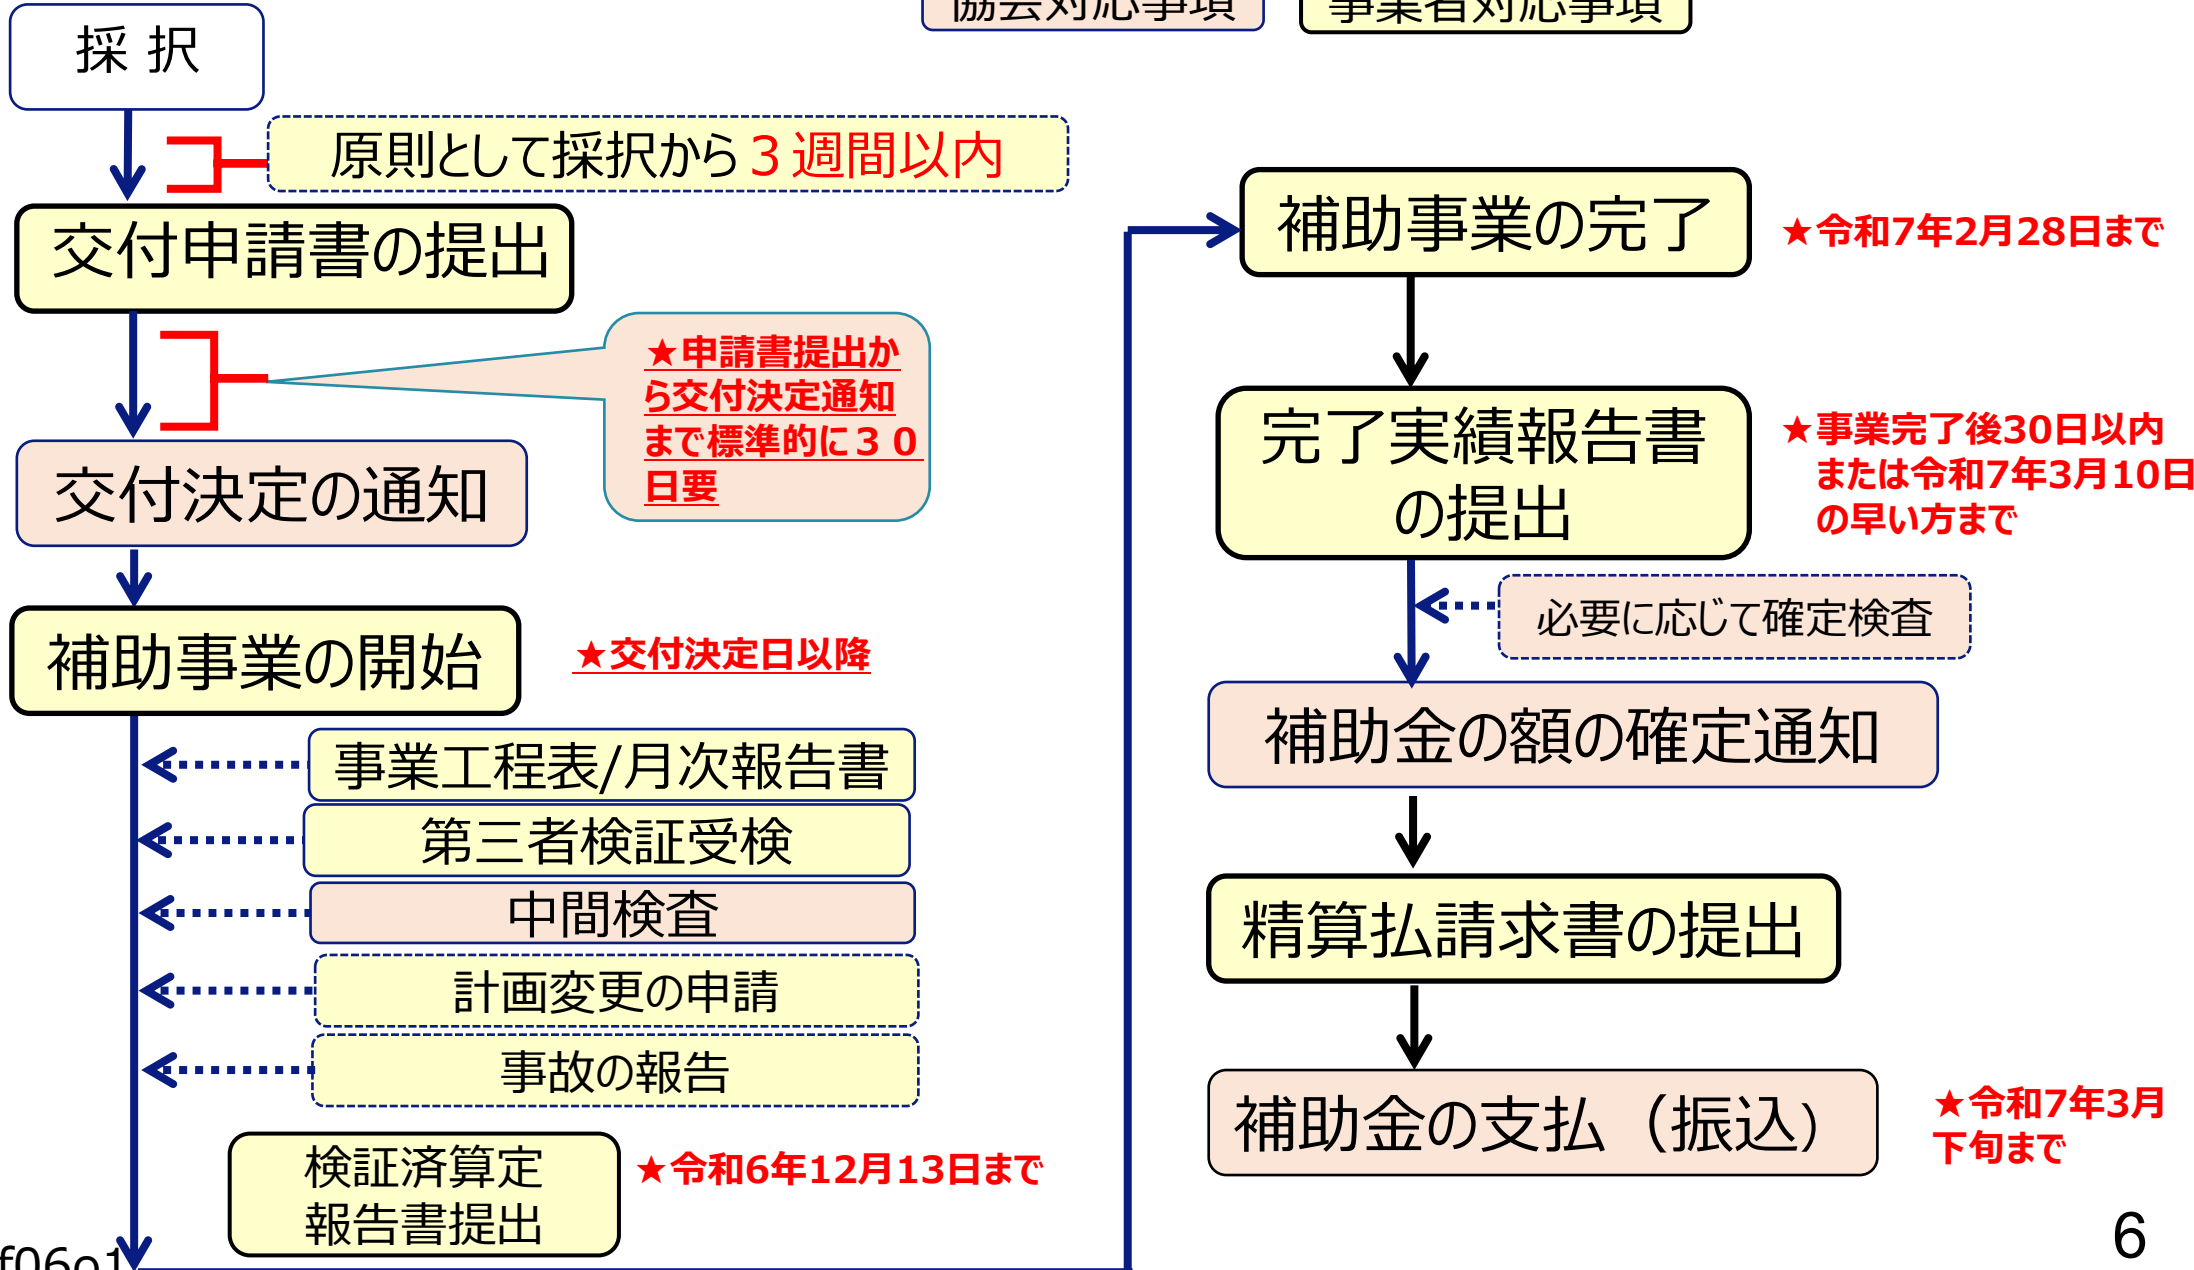 協会対応事項
事業者対応事項
採 択
原則として採択から３週間以内
交付申請書の提出
★申請書提出か
ら交付決定通知
まで標準的に３０
日要
交付決定の通知
補助事業の開始
★交付決定日以降
事業工程表/月次報告書
第三者検証受検
中間検査
計画変更の申請
事故の報告
検証済算定
報告書提出
★令和6年12月13日まで
補助事業の完了
★令和7年2月28日まで
完了実績報告書
の提出
★事業完了後30日以内
または令和7年3月10日
の早い方まで
必要に応じて確定検査
補助金の額の確定通知
精算払請求書の提出
補助金の支払（振込）
★令和7年3月
下旬まで
6